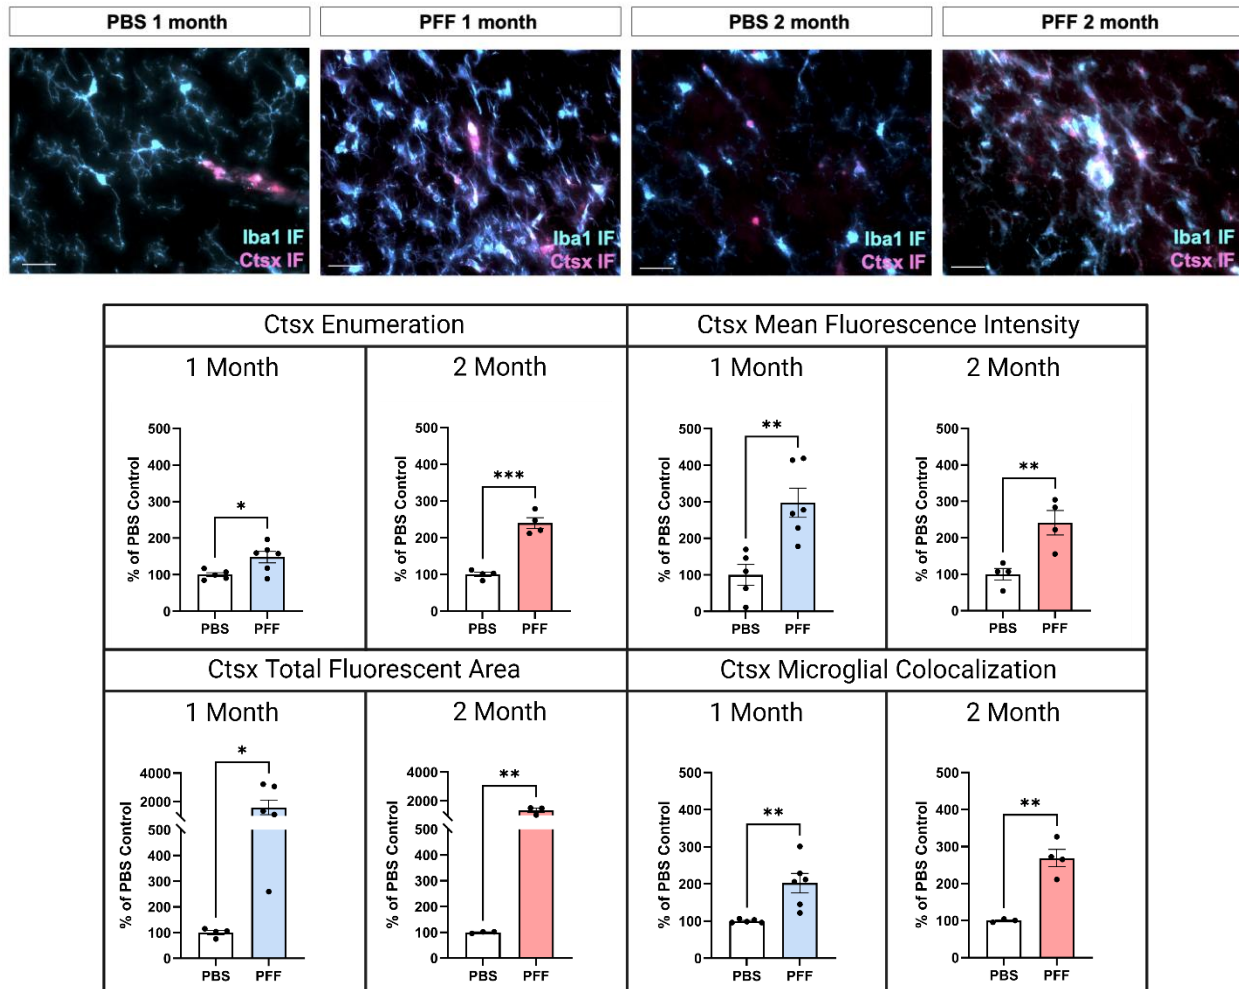 PBS 1 month
PFF 1 month
PBS 2 month
PFF 2 month
Iba1 IF
Ctsx IF
Iba1 IF
Ctsx IF
Iba1 IF
Ctsx IF
Iba1 IF
Ctsx IF
Ctsx Enumeration
Ctsx Mean Fluorescence Intensity
1 Month
2 Month
1 Month
2 Month
% of PBS Control
500
400
300
200
100
0
*
PBS PFF
% of PBS Control
500
400
300
200
100
0
***
PBS PFF
% of PBS Control
500
400
300
200
100
0
**
PBS PFF
% of PBS Control
500
400
300
200
100
0
**
PBS PFF
Ctsx Total Fluorescent Area
Ctsx Microglial Colocalization
1 Month
2 Month
1 Month
2 Month
% of PBS Control
4000
2000
500
400
300
200
100
0
*
PBS PFF
% of PBS Control
4000
2000
500
400
300
200
100
0
**
PBS PFF
% of PBS Control
500
400
300
200
100
0
**
PBS PFF
% of PBS Control
500
400
300
200
100
0
**
PBS PFF